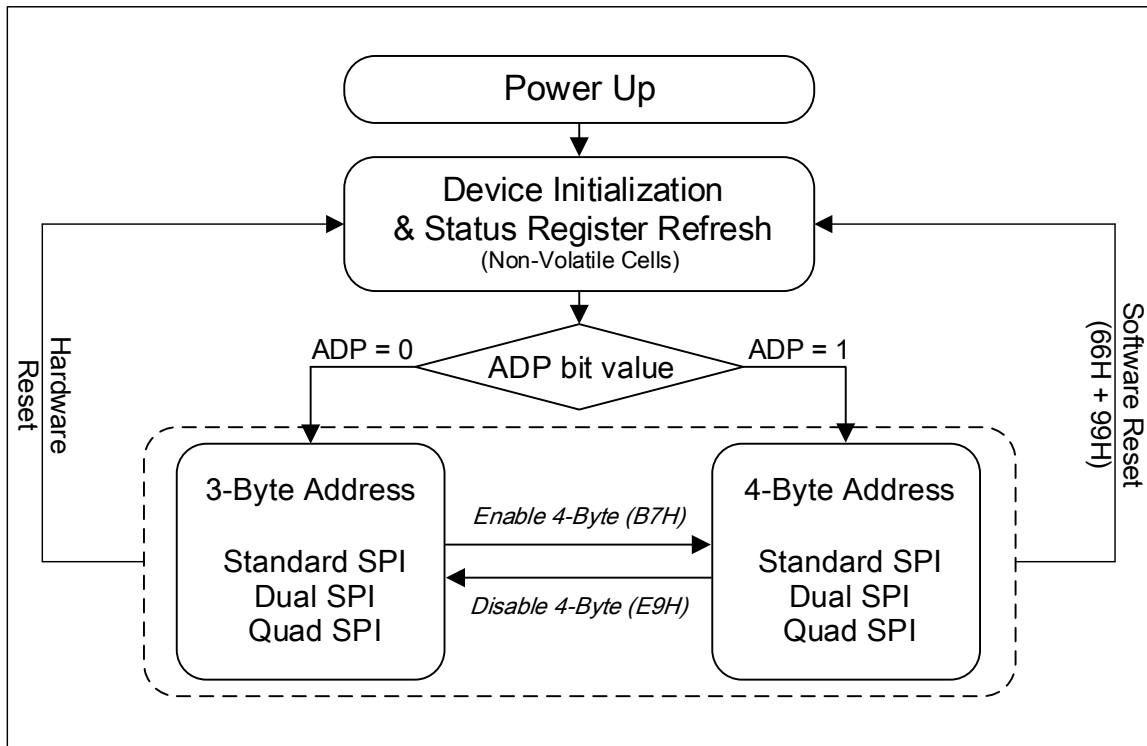 Power Up
Device Initialization
& Status Register Refresh
(Non-Volatile Cells)
Hardware
Reset
Software Reset
(66H + 99H)
ADP = 0
ADP bit value
ADP = 1
3-Byte Address
Standard SPI
Dual SPI
Quad SPI
Enable 4-Byte (B7H)
Disable 4-Byte (E9H)
4-Byte Address
Standard SPI
Dual SPI
Quad SPI